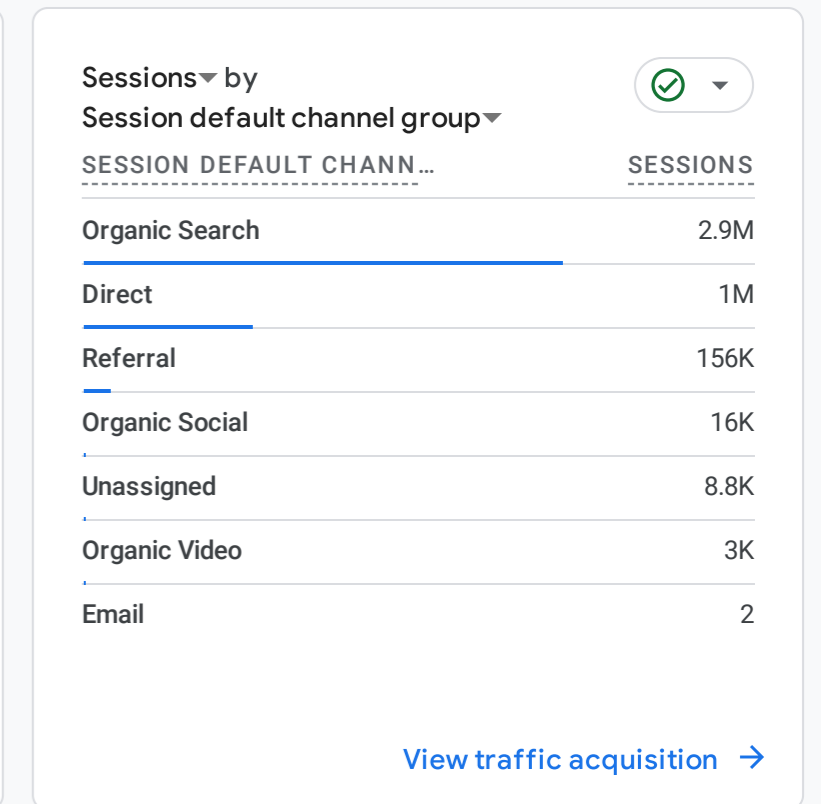 Sessions by
Session default channel group
SESSION DEFAULT CHANN… SESSIONS
Organic Search 2.9M
Direct 1M
Referral 156K
Organic Social 16K
Unassigned 8.8K
Organic Video 3K
Email 2
View traffic acquisition